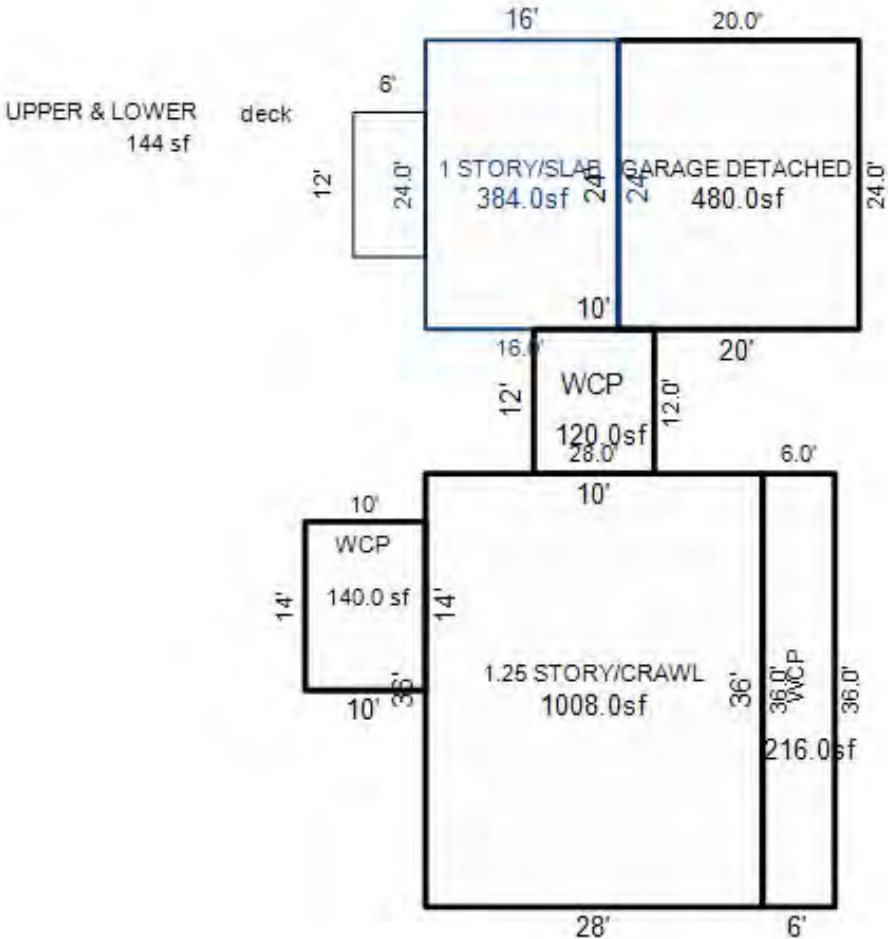 16'
20.0'
6'
UPPER & LOWER deck
144 sf
12'
24.0'
1 STORY/SLAB
384.0sf
24'
24'
GARAGE DETACHED
480.0sf
24.0'
10'
16.0'
20'
12'
WCP
12.0'
120.0sf
28.0'
6.0'
10'
10'
WCP
14'
140.0 sf
14'
10'
36'
1.25 STORY/CRAWL
1008.0sf
36'
36.0'
WCP
36.0'
216.0sf
28'
6'